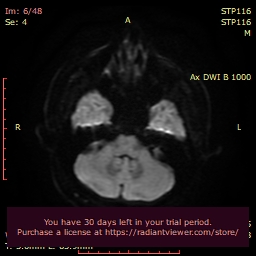 Im: 6/48
Se: 4
A
STP116
STP116
M
Ax DWI B 1000
R
L
You have 30 days left in your trial period.
Purchase a license at https://radiantviewer.com/store/